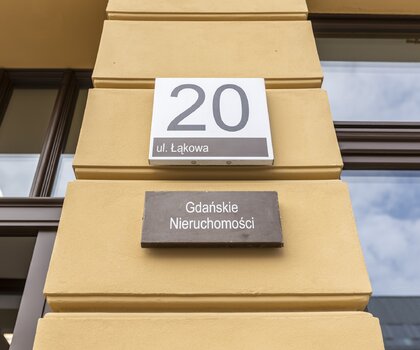 20
ul. Łąkowa
Gdańskie
Nieruchomości